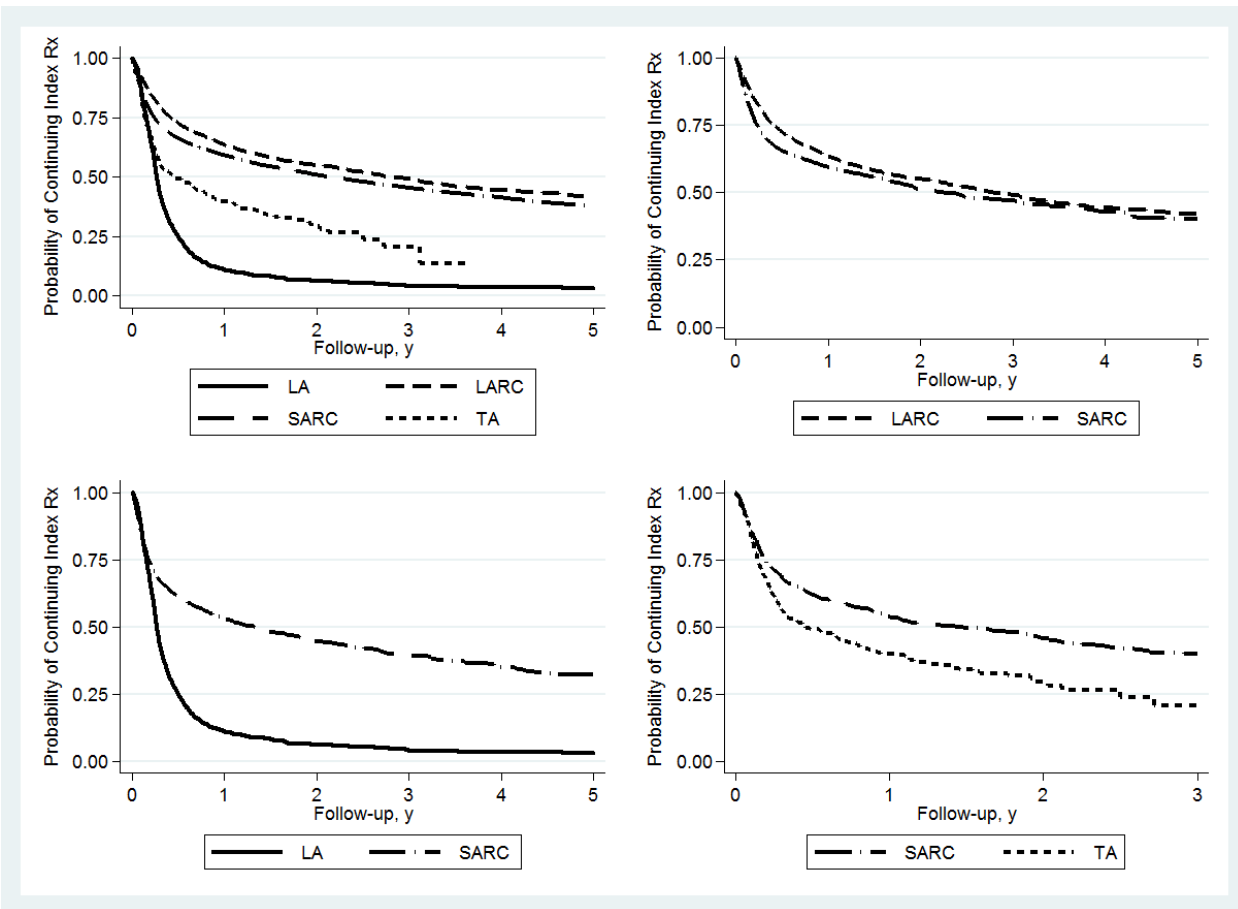 Probability of Continuing Index Rx
1.00
0.75
0.50
0.25
0.00
0 1 2 3 4 5
Follow-up, y
LA LARC
SARC TA
Probability of Continuing Index Rx
1.00
0.75
0.50
0.25
0.00
0 1 2 3 4 5
Follow-up, y
LARC SARC
Probability of Continuing Index Rx
1.00
0.75
0.50
0.25
0.00
0 1 2 3 4 5
Follow-up, y
LA SARC
Probability of Continuing Index Rx
1.00
0.75
0.50
0.25
0.00
0 1 2 3
Follow-up, y
SARC TA